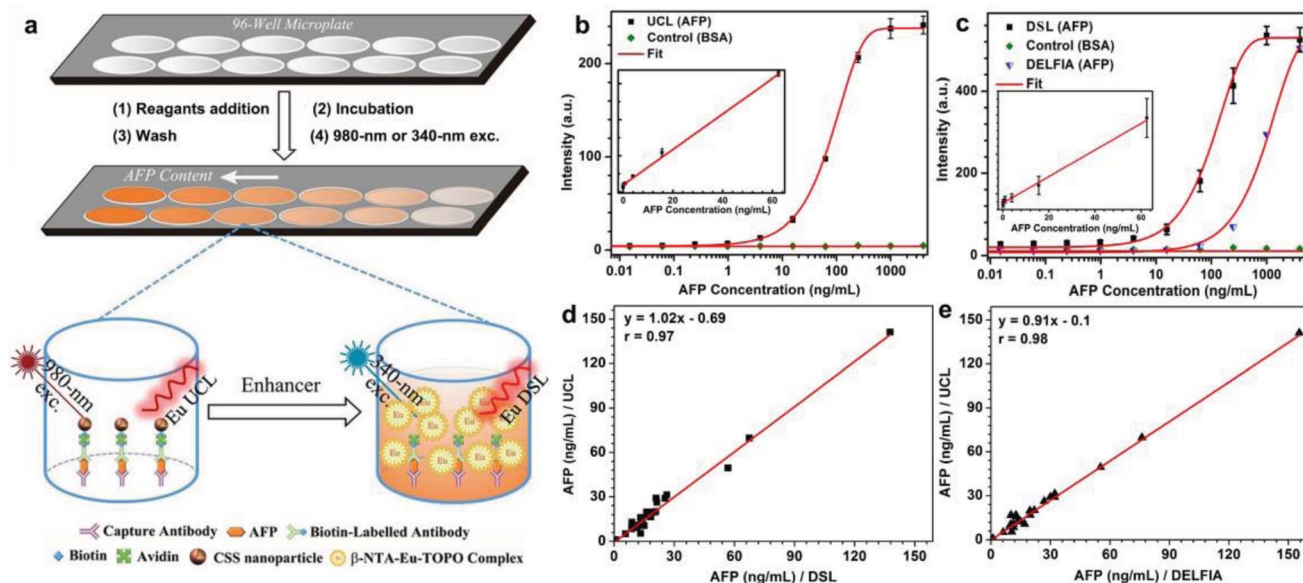 a
96-Well Microplate
(1) Reagants addition
(2) Incubation
(3) Wash
(4) 980-nm or 340-nm exc.
AFP Content
980-nm
exc.
Eu UCL
Enhancer
340-nm
exc.
Eu DSL
Eu
Eu
Eu
Eu
Eu
Eu
Eu
Eu
Capture Antibody
AFP
Biotin-Labelled Antibody
Biotin
Avidin
CSS nanoparticle
β-NTA-Eu-TOPO Complex
b
UCL (AFP)
Control (BSA)
Fit
Intensity (a.u.)
200
100
0
0 20 40 60
AFP Concentration (ng/mL)
0.01 0.1 1 10 100 1000
AFP Concentration (ng/mL)
c
DSL (AFP)
Control (BSA)
DELFIA (AFP)
Fit
Intensity (a.u.)
400
200
0
0 20 40 60
AFP Concentration (ng/mL)
0.01 0.1 1 10 100 1000
AFP Concentration (ng/mL)
d
y = 1.02x - 0.69
r = 0.97
AFP (ng/mL) / UCL
150
120
90
60
30
0
0 30 60 90 120 150
AFP (ng/mL) / DSL
e
y = 0.91x - 0.1
r = 0.98
AFP (ng/mL) / UCL
150
120
90
60
30
0
0 30 60 90 120 150
AFP (ng/mL) / DELFIA